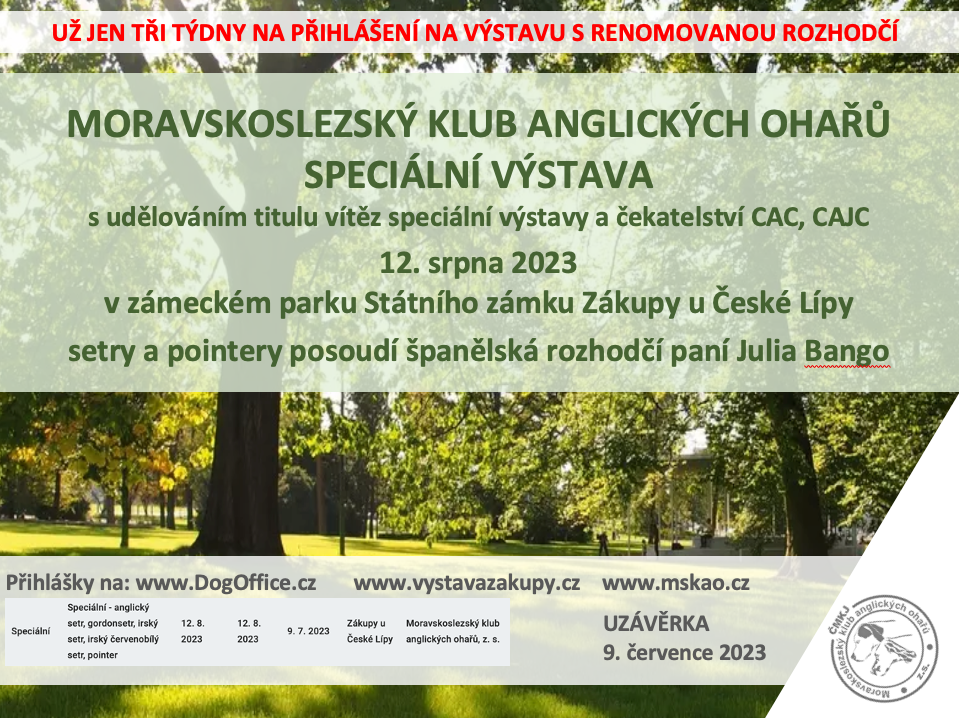 UŽ JEN TŘI TÝDNY NA PŘIHLÁŠENÍ NA VÝSTAVU S RENOMOVANOU ROZHODČÍ
MORAVSKOSLEZSKÝ KLUB ANGLICKÝCH OHAŘŮ
SPECIÁLNÍ VÝSTAVA
s udělováním titulu vítěz speciální výstavy a čekatelství CAC, CAJC
12. srpna 2023
v zámeckém parku Státního zámku Zákupy u České Lípy
setry a pointery posoudí španělská rozhodčí paní Julia Bango
Přihlášky na: www.DogOffice.cz www.vystavazakupy.cz www.mskao.cz
Speciální - anglický
setr, gordonsetr, irský 12. 8. 12. 8. Zákupy u Moravskoslezský klub
Speciální 9. 7. 2023
setr, irský červenobílý 2023 2023 České Lípy anglických ohařů, z. s.
setr, pointer
UZÁVĚRKA
9. července 2023
ČMKJ
Moravskoslezský klub anglických ohařů z.s.